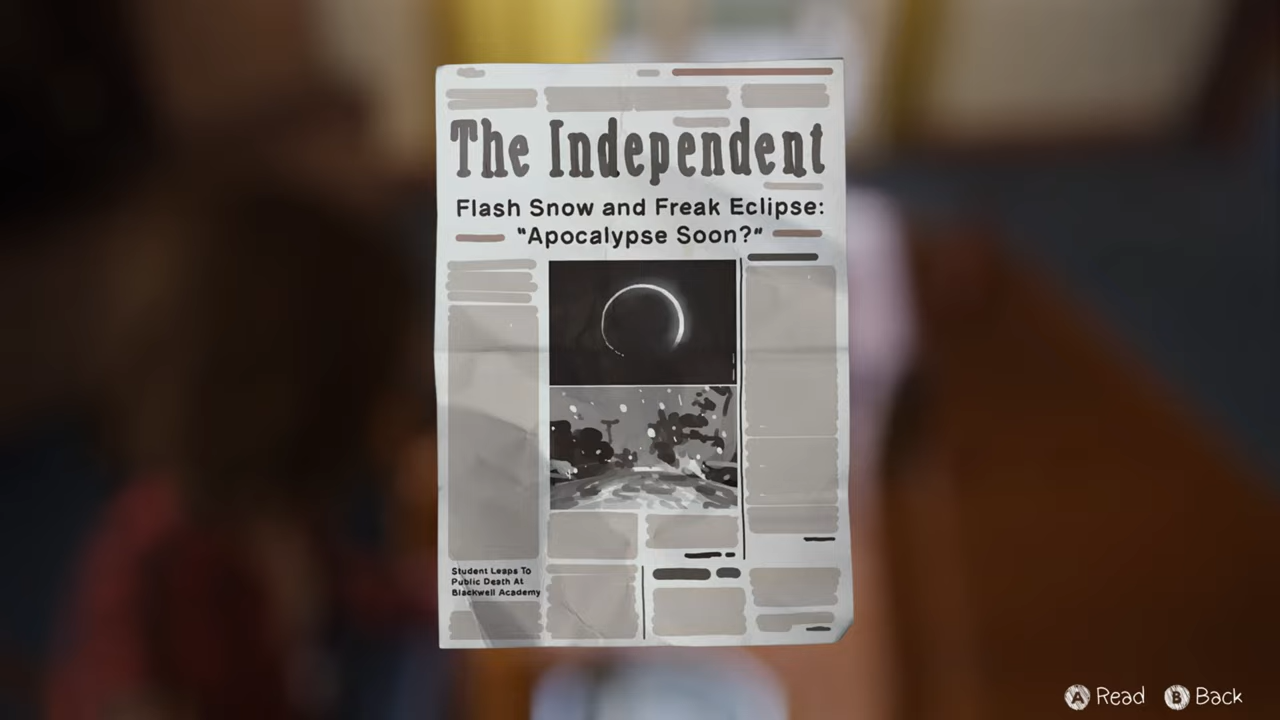 The Independent
Flash Snow and Freak Eclipse:
"Apocalypse Soon?"
Student Leaps To
Public Death At
Blackwell Academy
A Read B Back